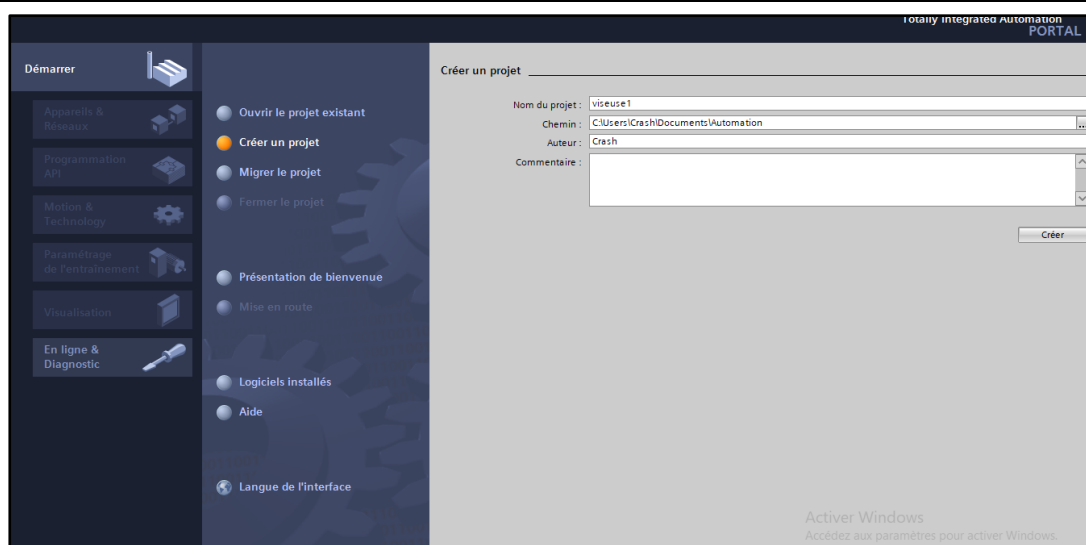 Totally Integrated Automation
PORTAL
Démarrer
Appareils &
Réseaux
Programmation
API
Motion &
Technology
Paramétrage
de l'entraînement
Visualisation
En ligne &
Diagnostic
Ouvrir le projet existant
Créer un projet
Migrer le projet
Fermer le projet
Présentation de bienvenue
Mise en route
Logiciels installés
Aide
Langue de l'interface
Créer un projet
Nom du projet : viseuse1
Chemin : C:\Users\Crash\Documents\Automation ...
Auteur : Crash
Commentaire :
Créer
Activer Windows
Accédez aux paramètres pour activer Windows.